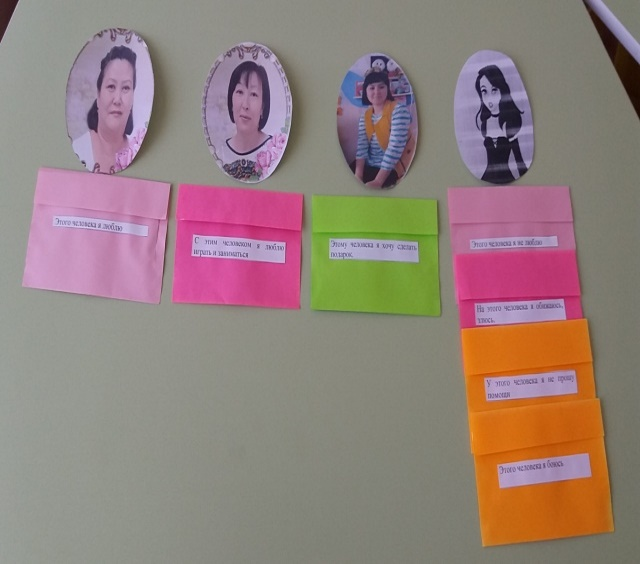 Этого человека я люблю
С этим человеком я люблю
играть и заниматься
Этому человека я хочу сделать
подарок.
Этого человека я не люблю
На этого человека я обижаюсь,
злюсь.
У этого человека я не прошу
помощи
Этого человека я боюсь